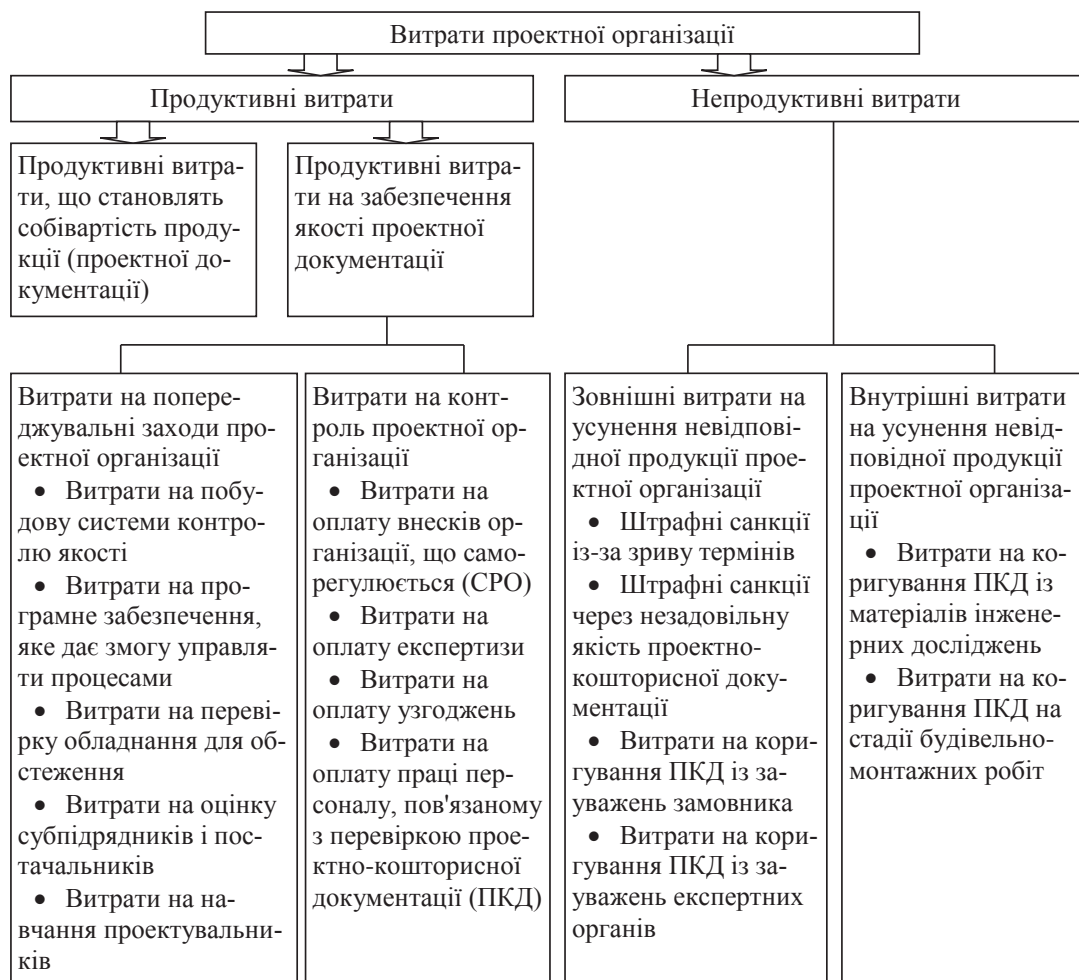 Витрати проектної організації
Продуктивні витрати
Непродуктивні витрати
Продуктивні витра-
ти, що становлять
собівартість проду-
кції (проектної до-
кументації)
Продуктивні витра-
ти на забезпечення
якості проектної
документації
Витрати на попере-
джувальні заходи про-
ектної організації
• Витрати на побу-
дову системи контро-
лю якості
• Витрати на про-
грамне забезпечення,
яке дає змогу управля-
ти процесами
• Витрати на переві-
рку обладнання для об-
стеження
• Витрати на оцінку
субпідрядників і пос-
тачальників
• Витрати на на-
вчання проектувальни-
ків
Витрати на конт-
роль проектної ор-
ганізації
• Витрати на
оплату внесків ор-
ганізації, що само-
регулюється (СРО)
• Витрати на
оплату експертизи
• Витрати на
оплату узгоджень
• Витрати на
оплату праці пер-
соналу, пов'язаному
з перевіркою прое-
ктно-кошторисної
документації (ПКД)
Зовнішні витрати на
усунення невідпові-
дної продукції прое-
ктної організації
• Штрафні санкції
із-за зриву термінів
• Штрафні санкції
через незадовільну
якість проектно-
кошторисної доку-
ментації
• Витрати на кори-
гування ПКД із за-
уважень замовника
• Витрати на кори-
гування ПКД із за-
уважень експертних
органів
Внутрішні витрати
на усунення невід-
повідної продукції
проектної організа-
ції
• Витрати на ко-
ригування ПКД із
матеріалів інжене-
рних досліджень
• Витрати на ко-
ригування ПКД на
стадії будівельно-
монтажних робіт